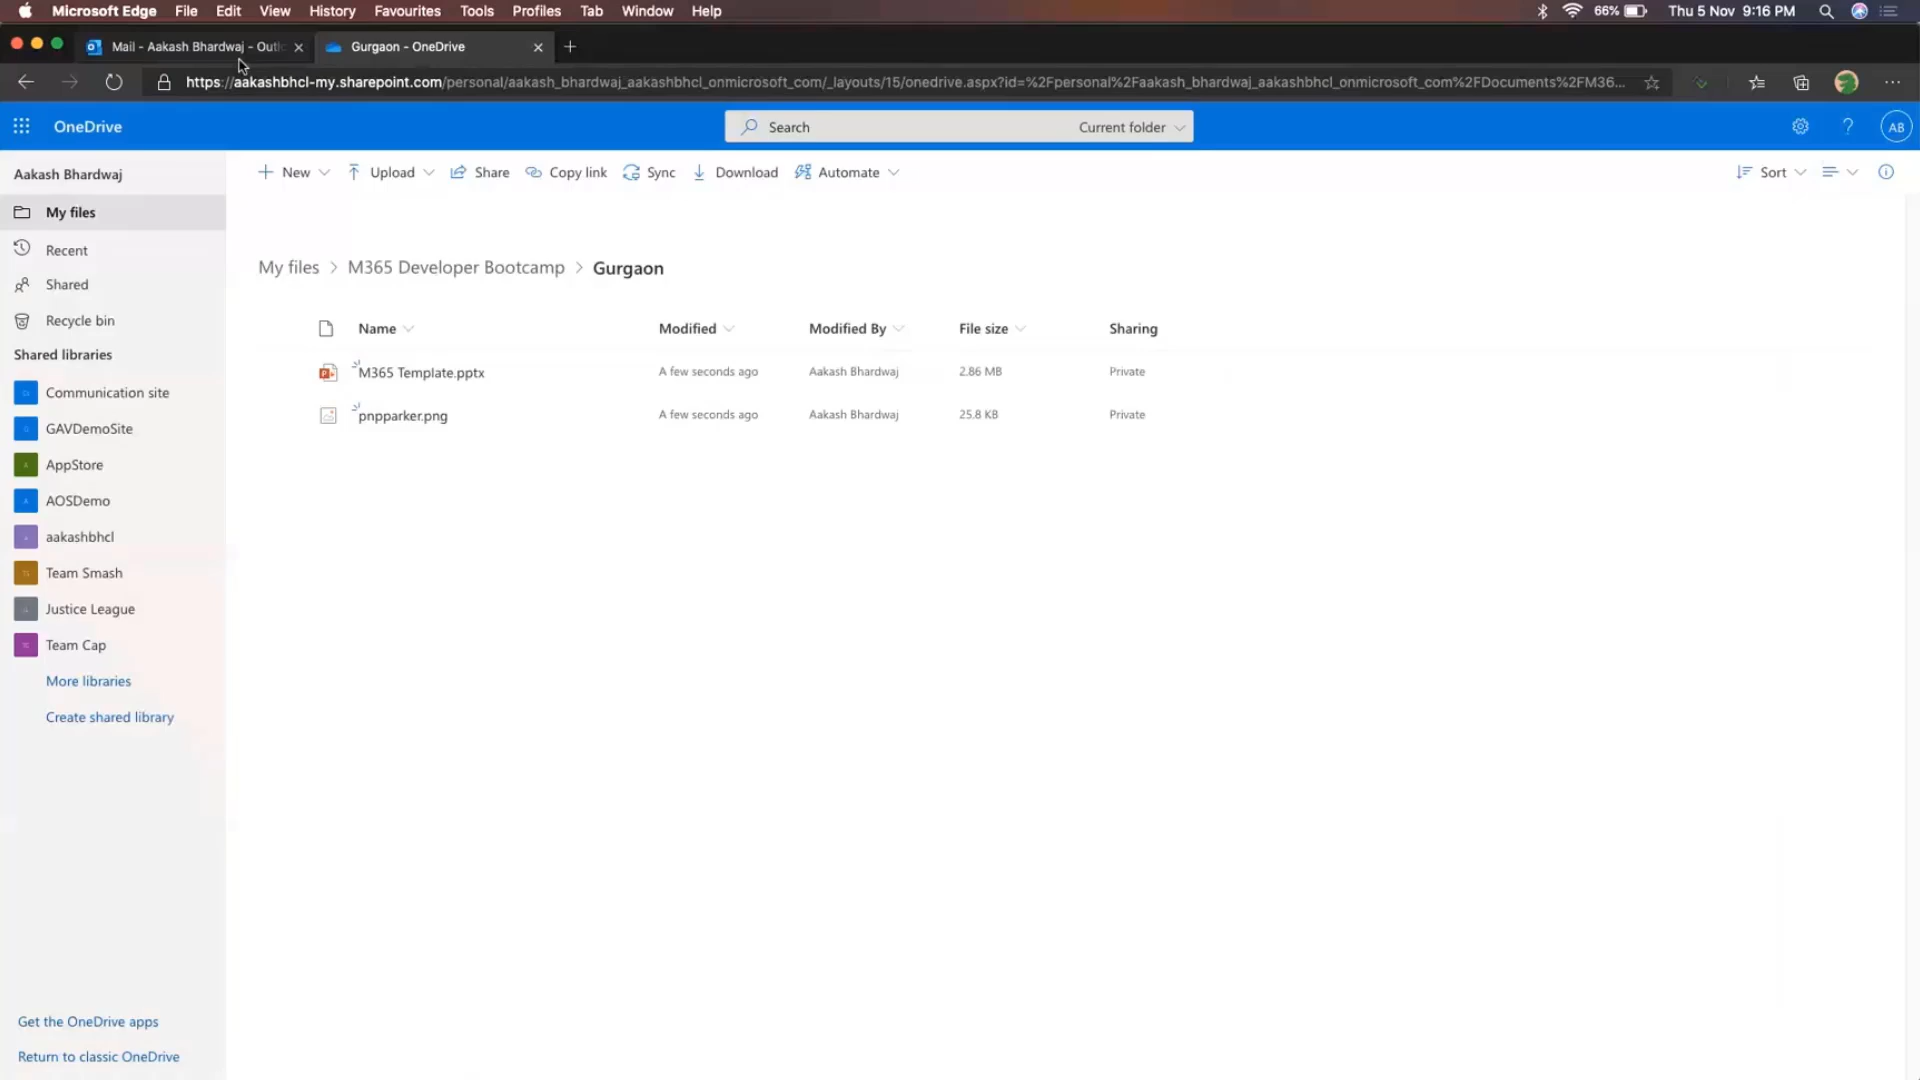 Microsoft Edge File Edit View History Favourites Tools Profiles Tab Window Help 66% Thu 5 Nov 9:16 PM
Mail - Aakash Bhardwaj - Outl Gurgaon - OneDrive
https://aakashbhcl-my.sharepoint.com/personal/aakash_bhardwaj_aakashbhcl_onmicrosoft_com/_layouts/15/onedrive.aspx?id=%2Fpersonal%2Faakash_bhardwaj_aakashbhcl_onmicrosoft_com%2FDocuments%2FM36...
OneDrive Search Current folder AB
Aakash Bhardwaj
New Upload Share Copy link Sync Download Automate Sort
My files
Recent
Shared
Recycle bin
Shared libraries
Communication site
GAVDemoSite
AppStore
AOSDemo
aakashbhcl
Team Smash
Justice League
Team Cap
More libraries
Create shared library
Get the OneDrive apps
Return to classic OneDrive
My files > M365 Developer Bootcamp > Gurgaon
Name Modified Modified By File size Sharing
M365 Template.pptx A few seconds ago Aakash Bhardwaj 2.86 MB Private
pnpparker.png A few seconds ago Aakash Bhardwaj 25.8 KB Private